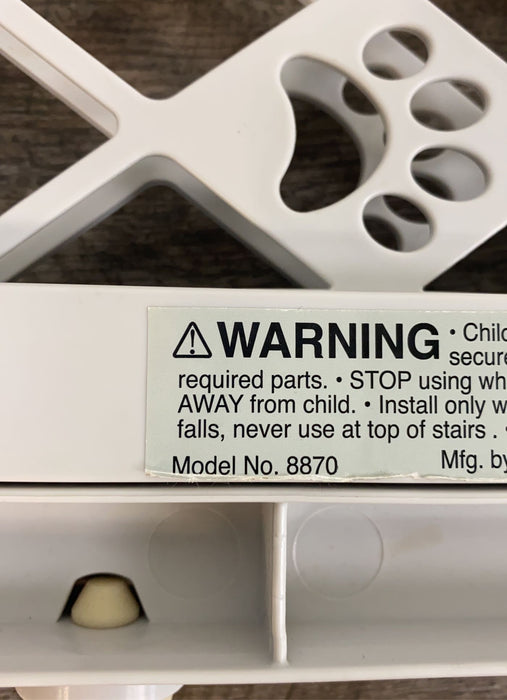 ⚠ WARNING • Chil
secure
required parts. • STOP using wh
AWAY from child. • Install only w
falls, never use at top of stairs . •
Model No. 8870 Mfg. by